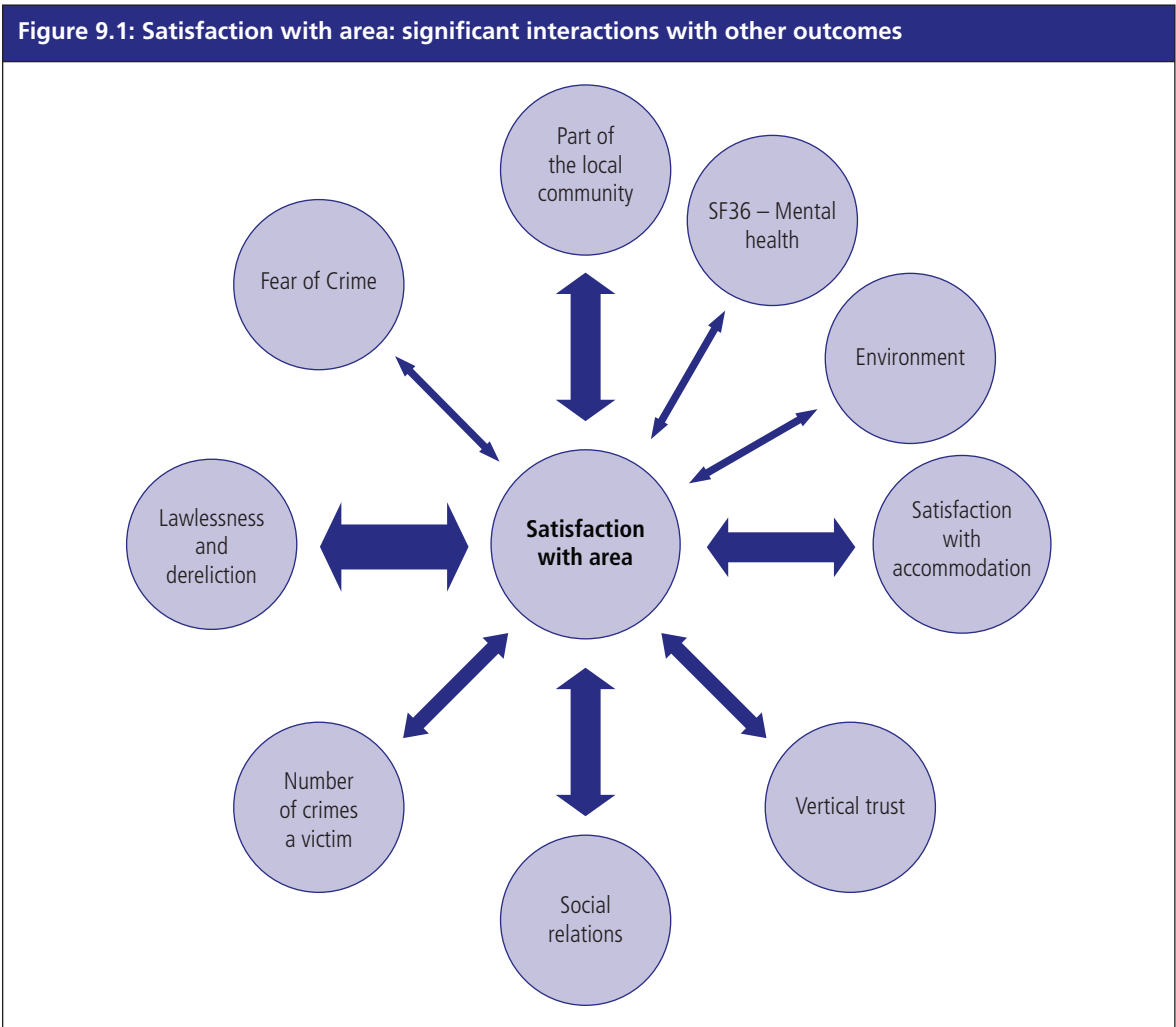 Figure 9.1: Satisfaction with area: significant interactions with other outcomes
Part of
the local
community
SF36 – Mental
health
Fear of Crime
Environment
Lawlessness
and
dereliction
Satisfaction
with area
Satisfaction
with
accommodation
Number
of crimes
a victim
Vertical trust
Social
relations